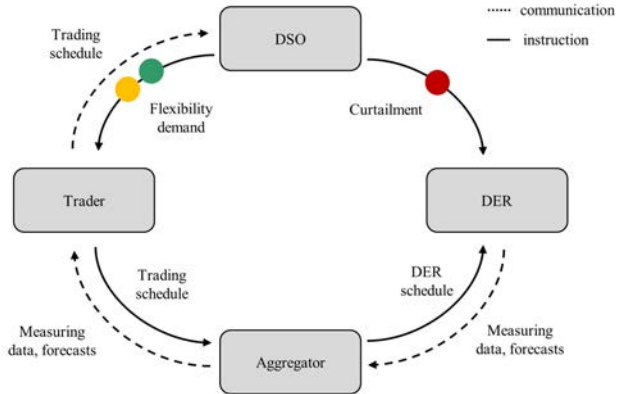 communication
instruction
Trading
schedule
DSO
Flexibility
demand
Curtailment
Trader
DER
Trading
schedule
DER
schedule
Measuring
data, forecasts
Aggregator
Measuring
data, forecasts